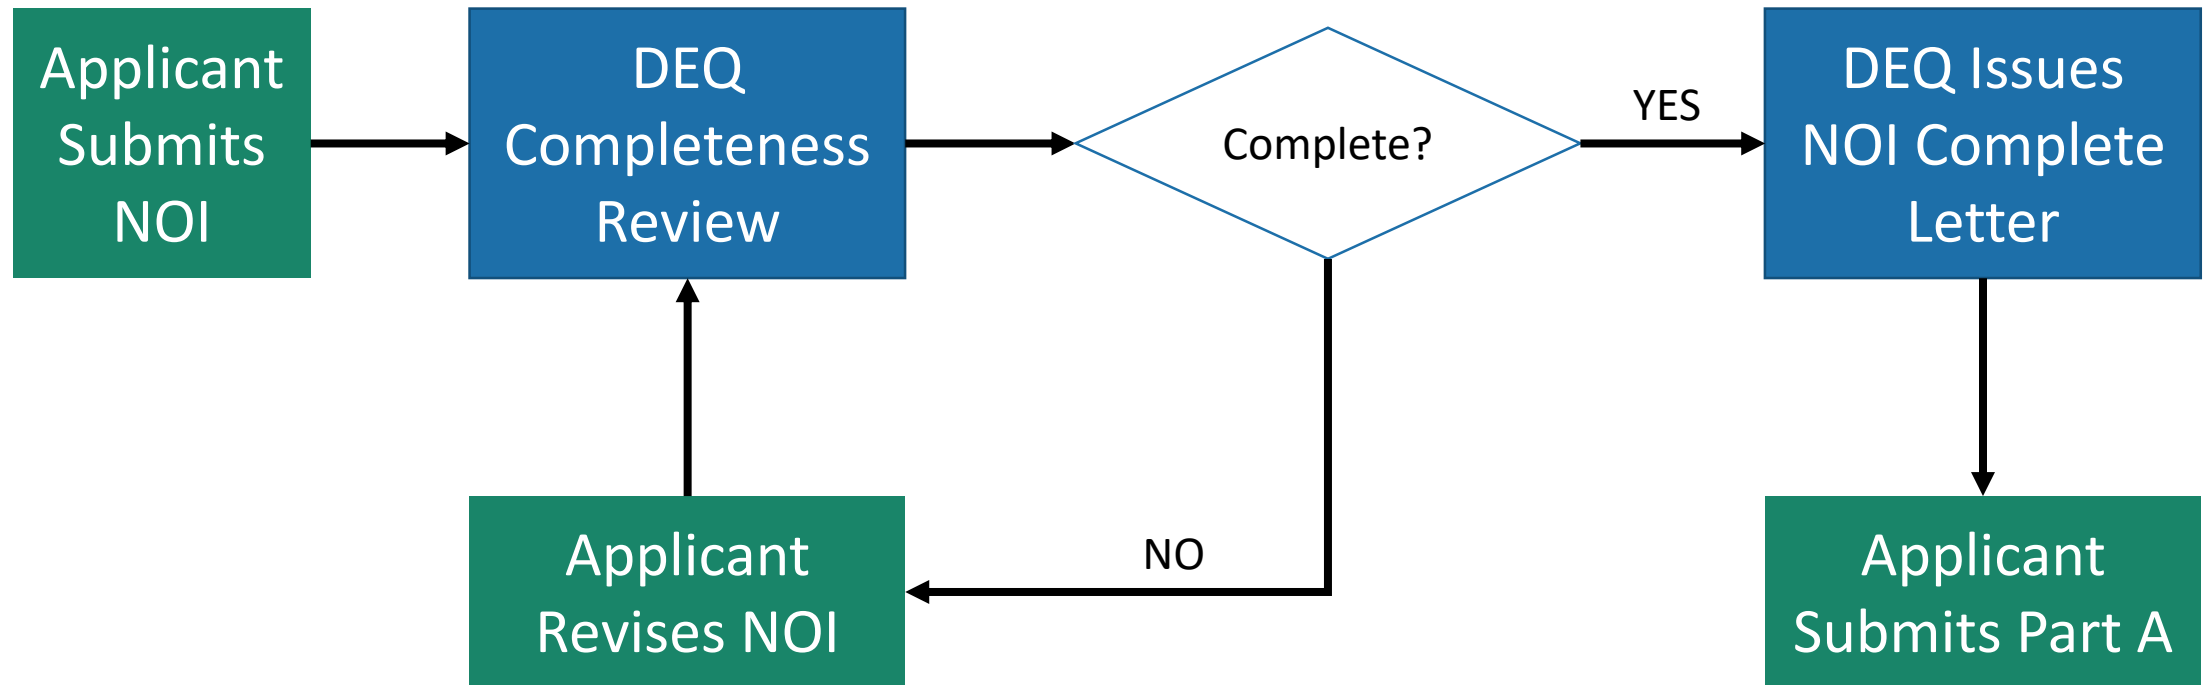 Applicant
Submits
NOI
DEQ
Completeness
Review
Complete?
YES
DEQ Issues
NOI Complete
Letter
NO
Applicant
Revises NOI
Applicant
Submits Part A